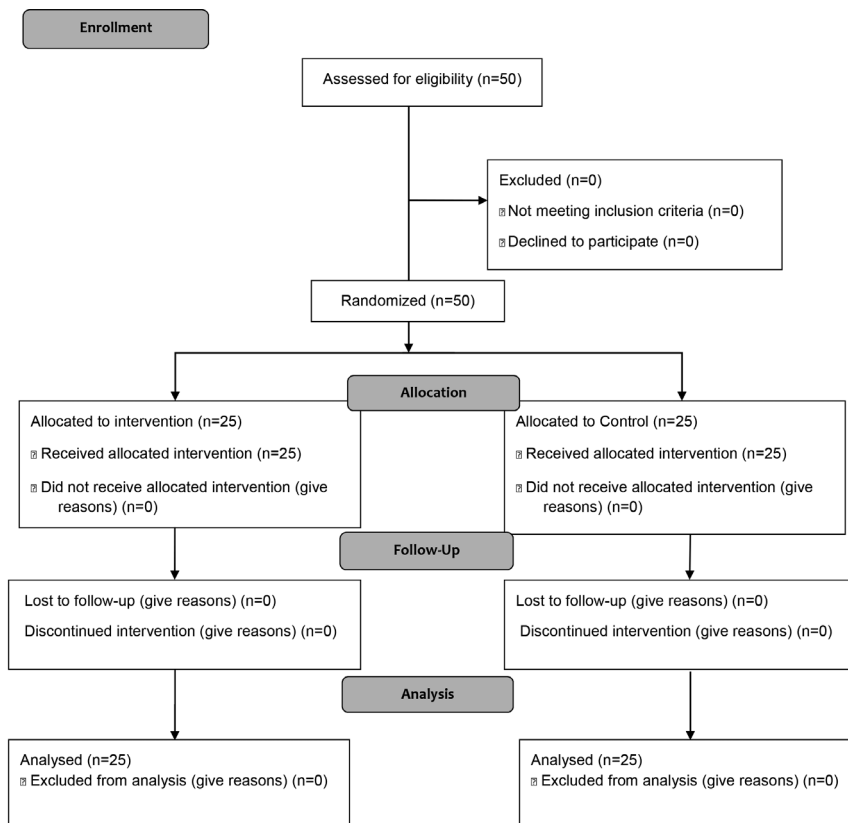 Enrollment
Assessed for eligibility (n=50)
Excluded (n=0)
Not meeting inclusion criteria (n=0)
Declined to participate (n=0)
Randomized (n=50)
Allocation
Allocated to intervention (n=25)
Received allocated intervention (n=25)
Did not receive allocated intervention (give
reasons) (n=0)
Allocated to Control (n=25)
Received allocated intervention (n=25)
Did not receive allocated intervention (give
reasons) (n=0)
Follow-Up
Lost to follow-up (give reasons) (n=0)
Discontinued intervention (give reasons) (n=0)
Lost to follow-up (give reasons) (n=0)
Discontinued intervention (give reasons) (n=0)
Analysis
Analysed (n=25)
Excluded from analysis (give reasons) (n=0)
Analysed (n=25)
Excluded from analysis (give reasons) (n=0)